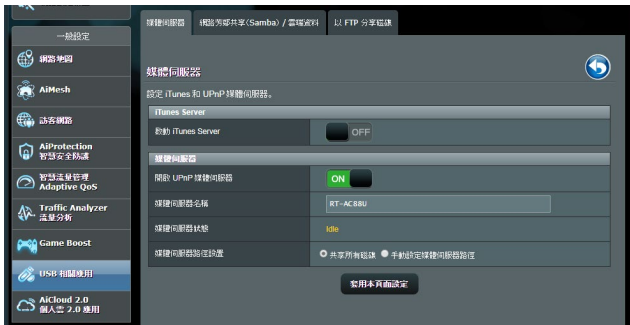 媒體伺服器
網路芳鄰共享(Samba) / 雲端資料
以 FTP 分享磁碟
一般設定
網路地圖
AiMesh
訪客網路
AiProtection
智慧安全防護
智慧流量管理
Adaptive QoS
Traffic Analyzer
流量分析
Game Boost
USB 相關應用
AiCloud 2.0
個人雲 2.0 應用
媒體伺服器
設定 iTunes 和 UPnP 媒體伺服器。
iTunes Server
啟動 iTunes Server
OFF
媒體伺服器
開啟 UPnP 媒體伺服器
ON
媒體伺服器名稱
RT-AC88U
媒體伺服器狀態
Idle
媒體伺服器路徑設置
共享所有磁碟
手動設定媒體伺服器路徑
套用本頁面設定